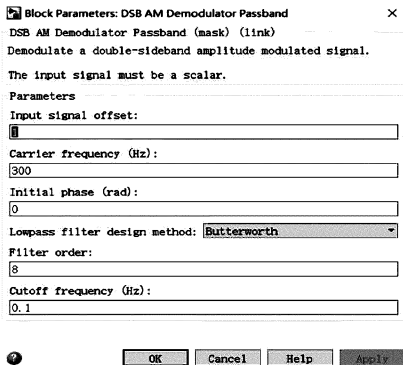 Block Parameters: DSB AM Demodulator Passband
DSB AM Demodulator Passband (mask) (link)
Demodulate a double-sideband amplitude modulated signal.
The input signal must be a scalar.
Parameters
Input signal offset:
1
Carrier frequency (Hz):
300
Initial phase (rad):
0
Lowpass filter design method: Butterworth
Filter order:
8
Cutoff frequency (Hz):
0.1
OK Cancel Help Apply